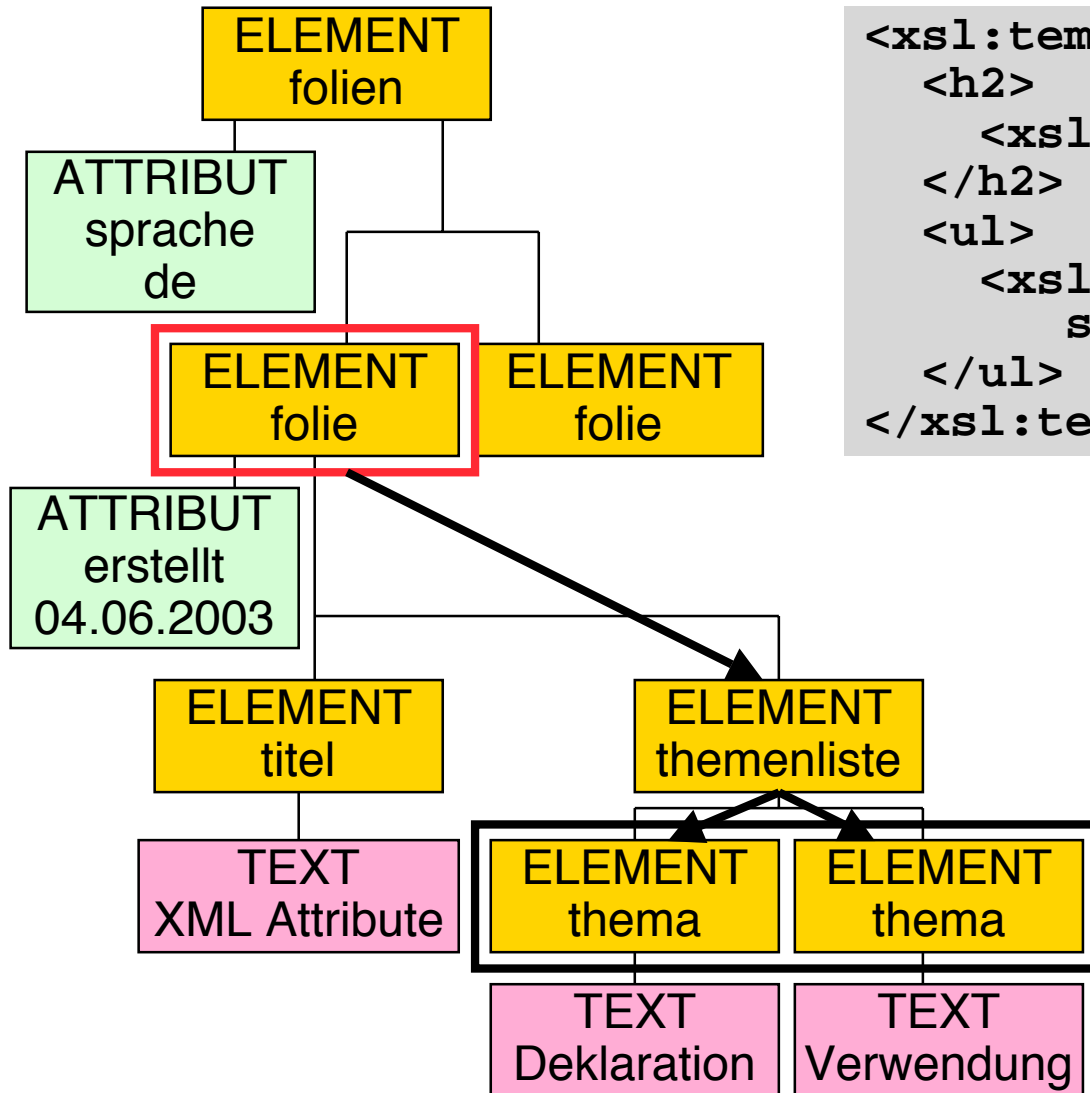 ELEMENT
folien
ATTRIBUT
sprache
de
ELEMENT
folie
ELEMENT
folie
ATTRIBUT
erstellt
04.06.2003
ELEMENT
titel
ELEMENT
themenliste
TEXT
XML Attribute
ELEMENT
thema
ELEMENT
thema
TEXT
Deklaration
TEXT
Verwendung
<xsl:tem
<h2>
<xsl
</h2>
<ul>
<xsl
s
</ul>
</xsl:te